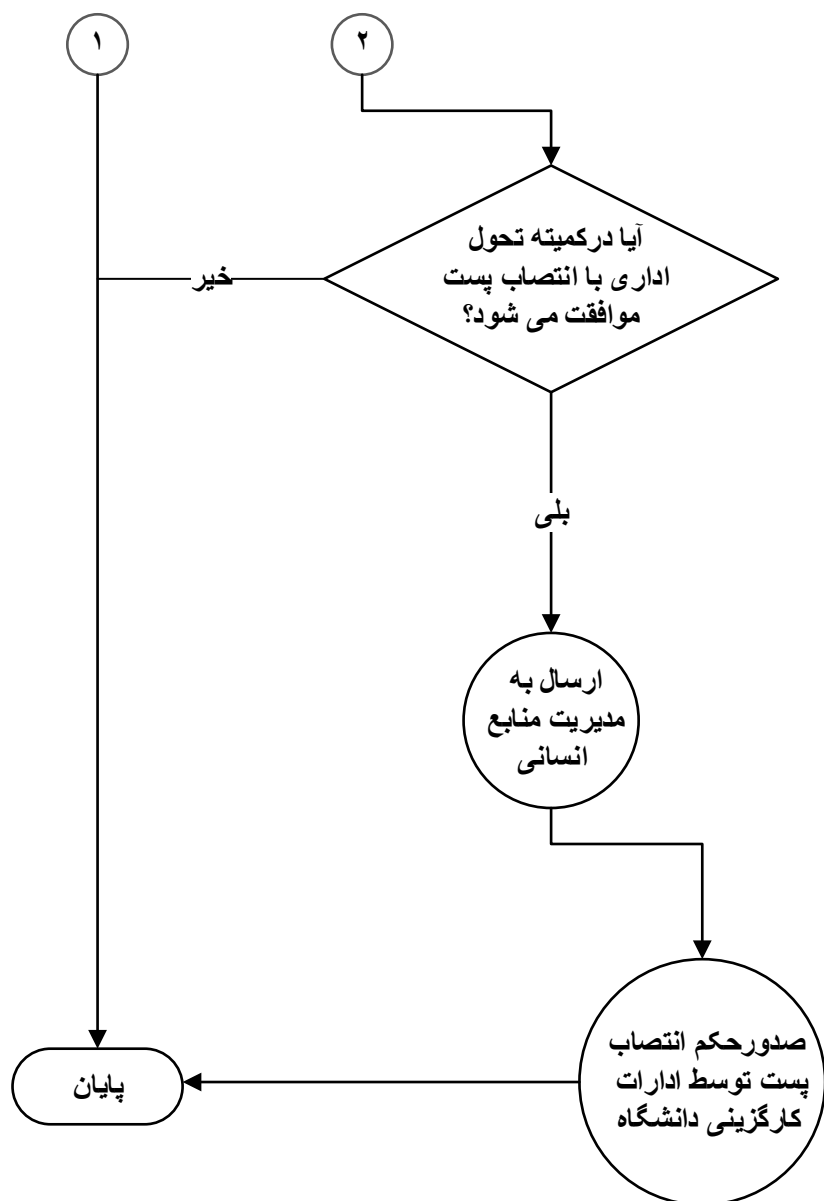 ۱
۲
آیا درکمیته تحول
اداری با انتصاب پست
موافقت می شود؟
خیر
بلی
ارسال به
مدیریت منابع
انسانی
صدورحکم انتصاب
پست توسط ادارات
کارگزینی دانشگاه
پایان